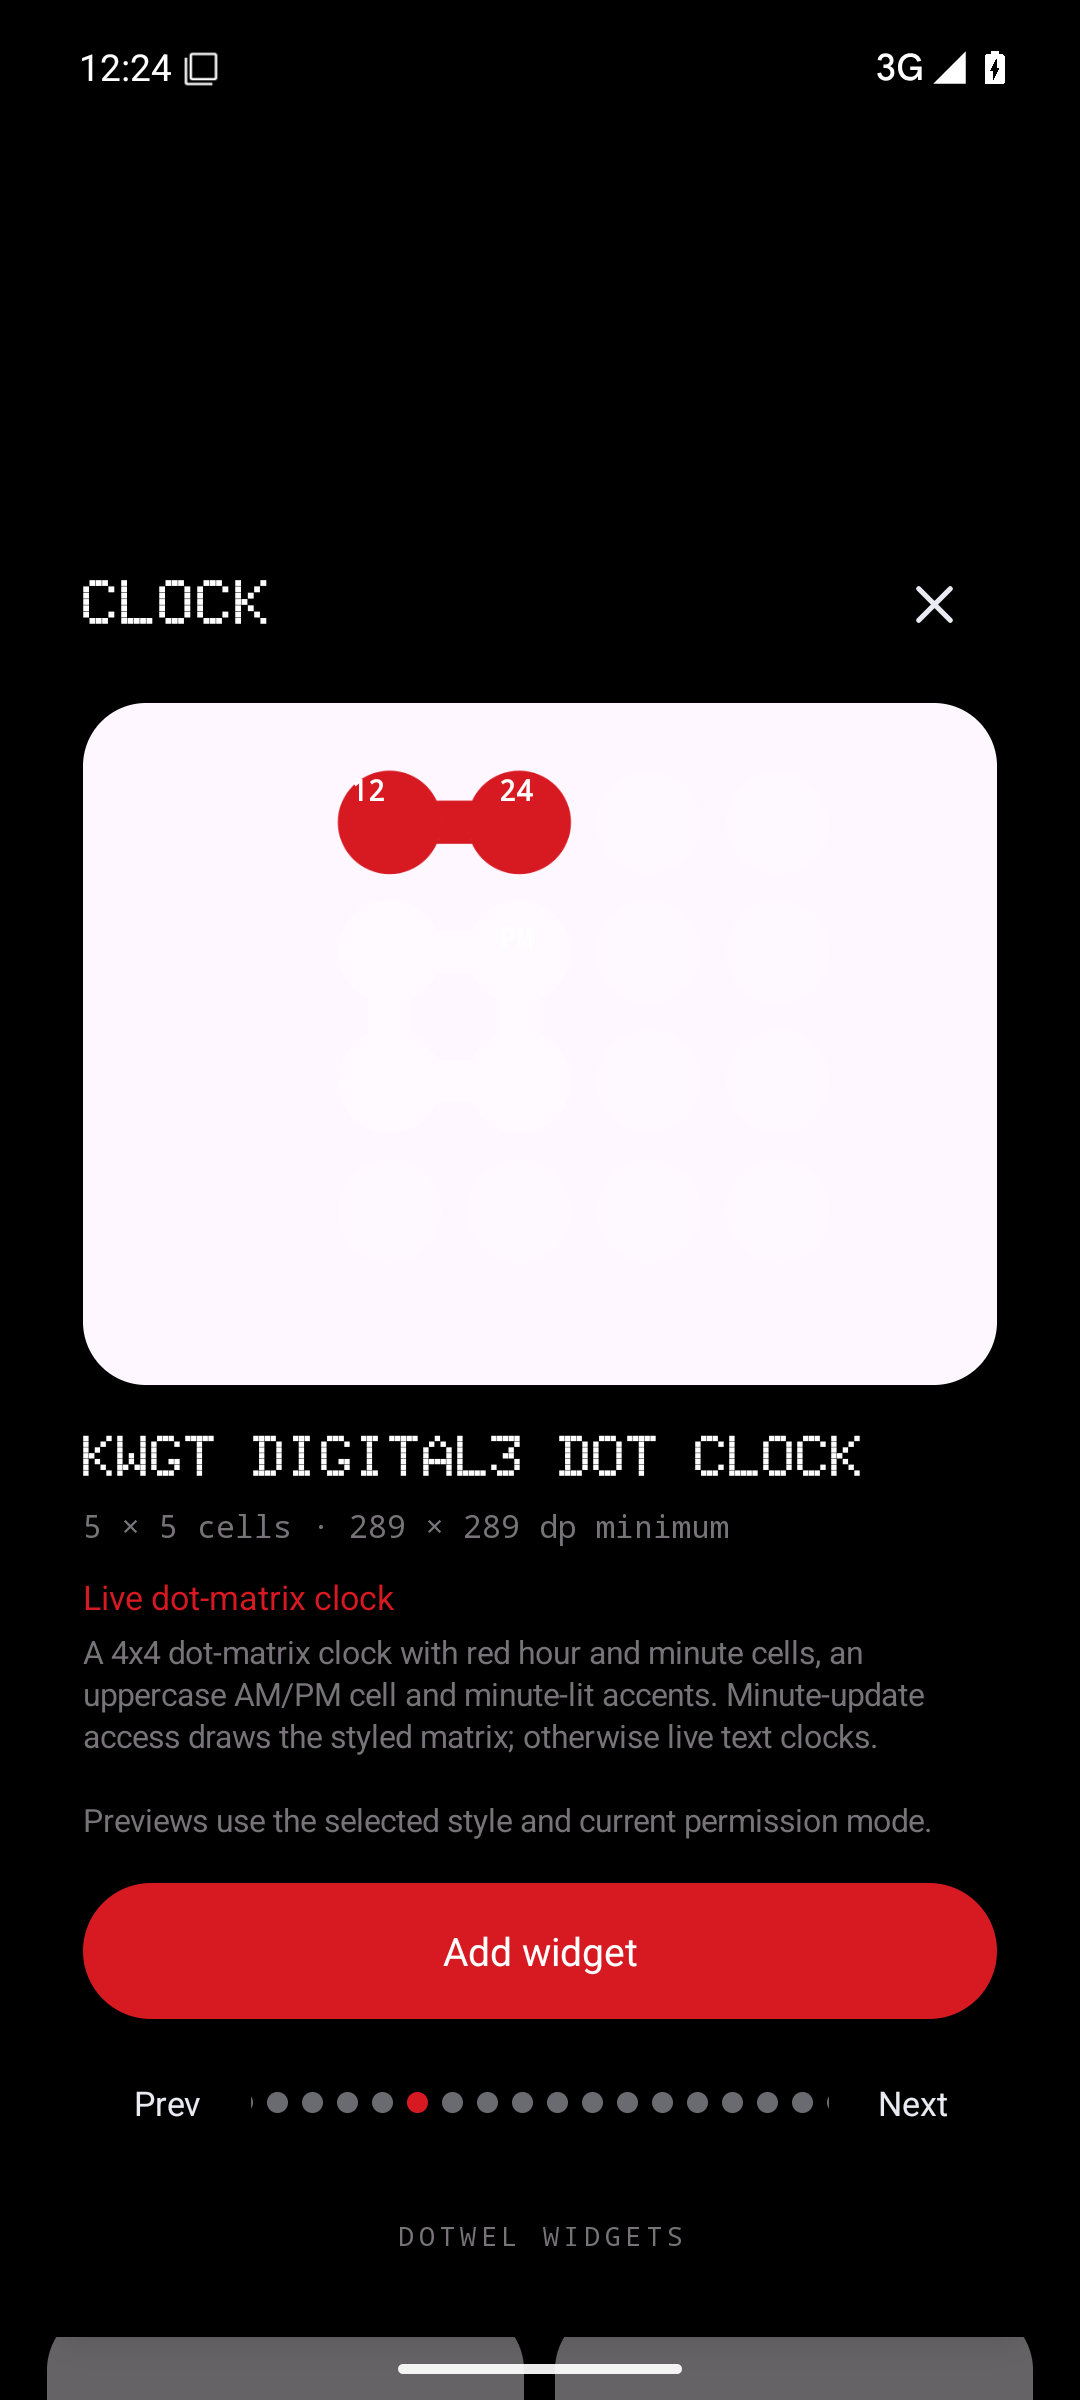 12:24
3G
CLOCK
12 24
PM
KWGT DIGITAL3 DOT CLOCK
5 × 5 cells · 289 × 289 dp minimum
Live dot-matrix clock
A 4x4 dot-matrix clock with red hour and minute cells, an
uppercase AM/PM cell and minute-lit accents. Minute-update
access draws the styled matrix; otherwise live text clocks.
Previews use the selected style and current permission mode.
Add widget
Prev
Next
DOTWEL WIDGETS